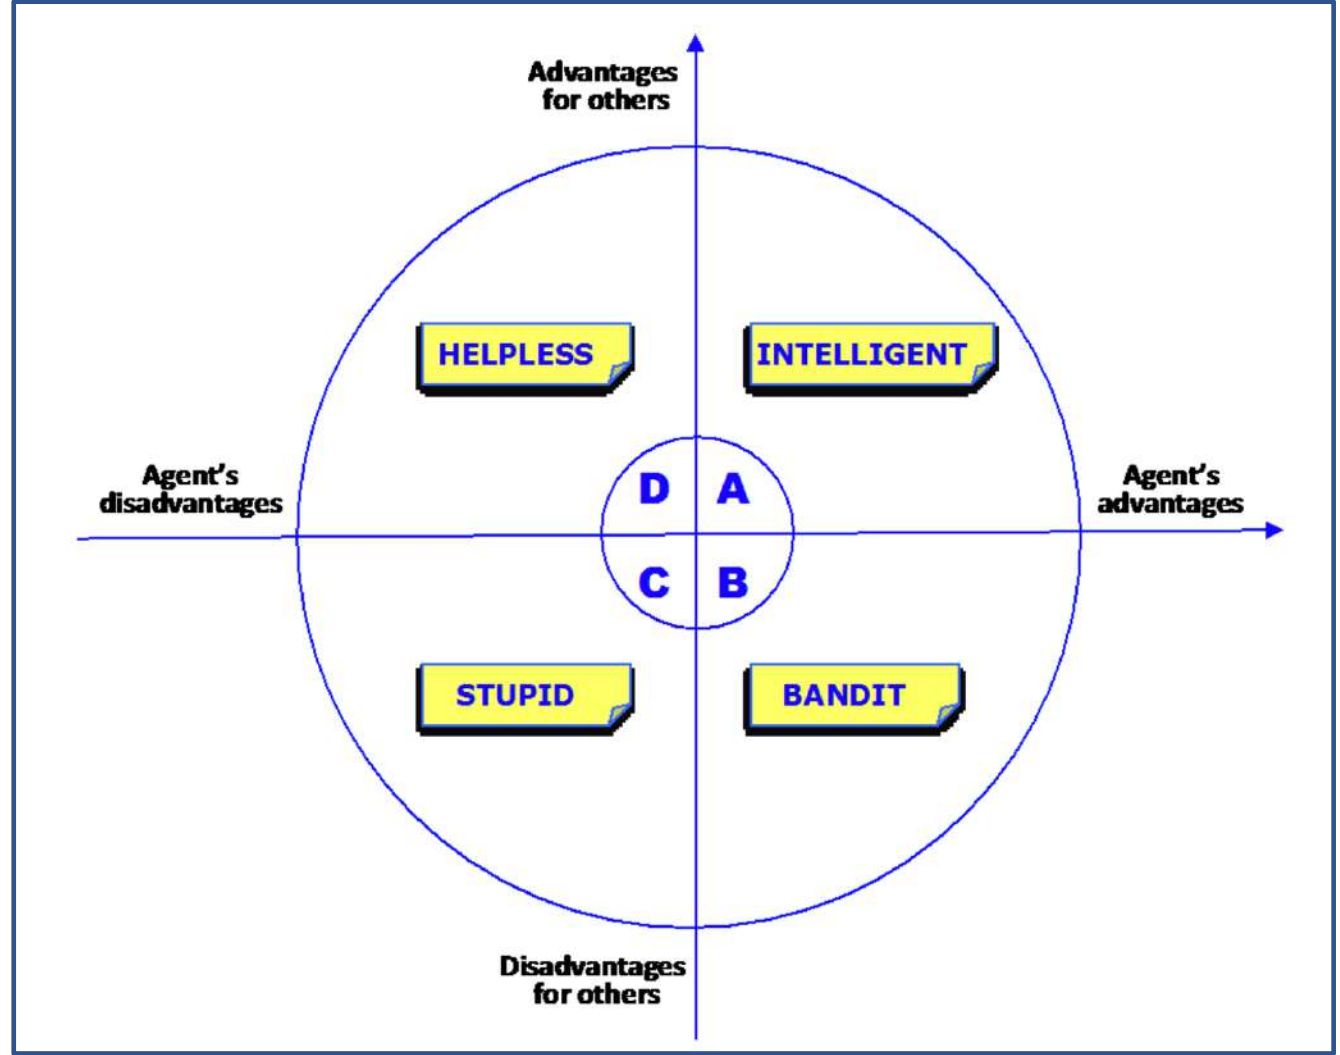 Advantages
for others
HELPLESS
INTELLIGENT
Agent's
disadvantages
D A
Agent's
advantages
C B
STUPID
BANDIT
Disadvantages
for others